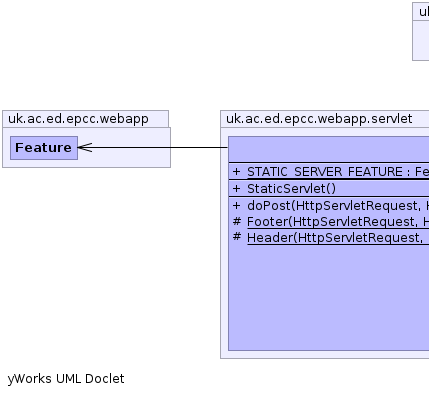 uk
uk.ac.ed.epcc.webapp
uk.ac.ed.epcc.webapp.servlet
Feature
+ STATIC_SERVER_FEATURE : Fe
+ StaticServlet()
+ doPost(HttpServletRequest, H
# Footer(HttpServletRequest, H
# Header(HttpServletRequest,
yWorks UML Doclet